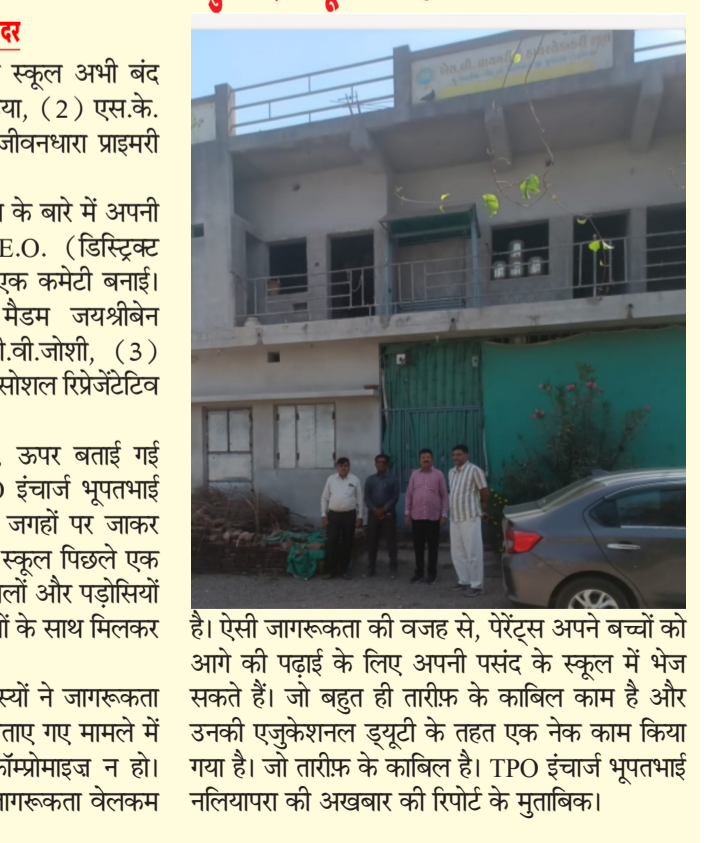 दर
स्कूल अभी बंद
या, (2) एस.के.
जीवनधारा प्राइमरी
के बारे में अपनी
E.O. (डिस्ट्रिक्ट
एक कमेटी बनाई।
मैडम जयश्रीबेन
.वी.जोशी, (3)
सोशल रिप्रेजेंटेटिव
ऊपर बताई गई
इंचार्ज भूपतभाई
जगहों पर जाकर
स्कूल पिछले एक
लों और पड़ोसियों
ों के साथ मिलकर
स्यों ने जागरूकता
ताए गए मामले में
कॉम्प्रोमाइज़ न हो।
जागरूकता वेलकम
है। ऐसी जागरूकता की वजह से, पेरेंट्स अपने बच्चों को
आगे की पढ़ाई के लिए अपनी पसंद के स्कूल में भेज
सकते हैं। जो बहुत ही तारीफ़ के काबिल काम है और
उनकी एजुकेशनल ड्यूटी के तहत एक नेक काम किया
गया है। जो तारीफ़ के काबिल है। TPO इंचार्ज भूपतभाई
नलियापरा की अखबार की रिपोर्ट के मुताबिक।